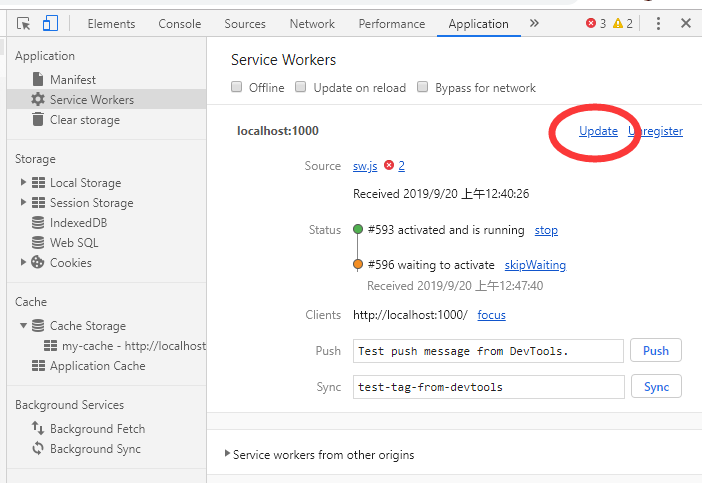 Elements Console Sources Network Performance Application » 3 2
Application
Manifest
Service Workers
Clear storage
Storage
Local Storage
Session Storage
IndexedDB
Web SQL
Cookies
Cache
Cache Storage
my-cache - http://localhost
Application Cache
Background Services
Background Fetch
Background Sync
Service Workers
Offline Update on reload Bypass for network
localhost:1000 Update Unregister
Source sw.js 2
Received 2019/9/20 上午12:40:26
Status #593 activated and is running stop
#596 waiting to activate skipWaiting
Received 2019/9/20 上午12:47:40
Clients http://localhost:1000/ focus
Push Test push message from DevTools. Push
Sync test-tag-from-devtools Sync
Service workers from other origins